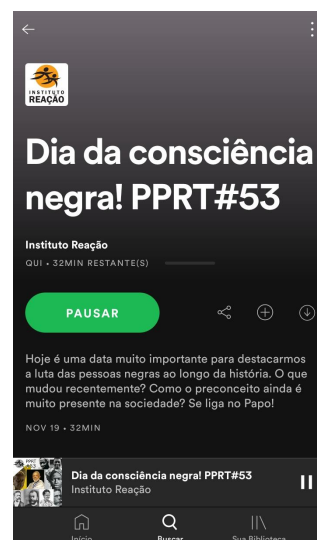 INSTITUTO
REAÇÃO
Dia da consciência
negra! PPRT#53
Instituto Reação
QUI • 32MIN RESTANTE(S)
PAUSAR
Hoje é uma data muito importante para destacarmos
a luta das pessoas negras ao longo da história. O que
mudou recentemente? Como o preconceito ainda é
muito presente na sociedade? Se liga no Papo!
NOV 19 • 32MIN
PPRT
#53
Dia da consciência negra! PPRT#53
Instituto Reação
Início
Buscar
Sua Biblioteca